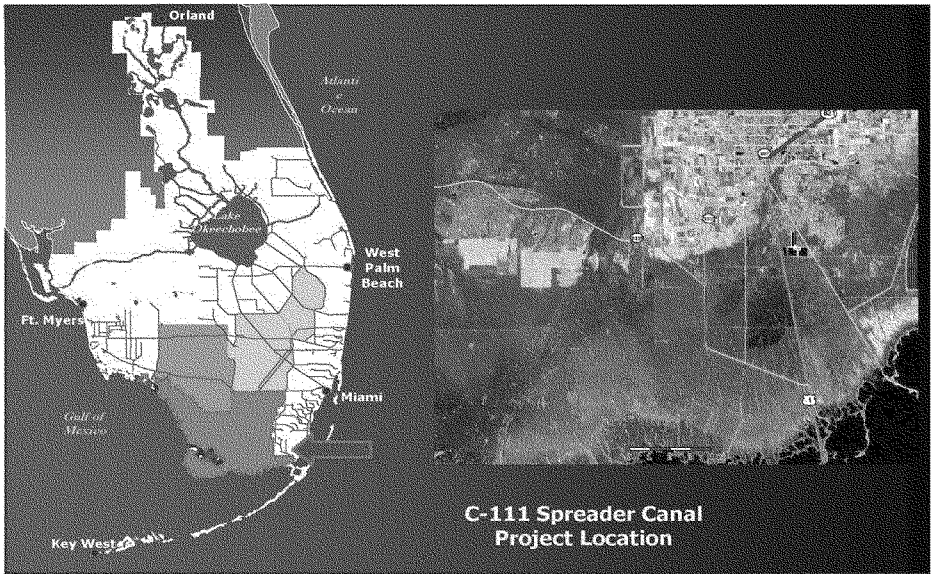 Orland
Atlanti
c
Ocean
Lake
Okeechobee
West
Palm
Beach
Ft. Myers
Miami
Gulf of
Mexico
Key West
1
C-111 Spreader Canal
Project Location